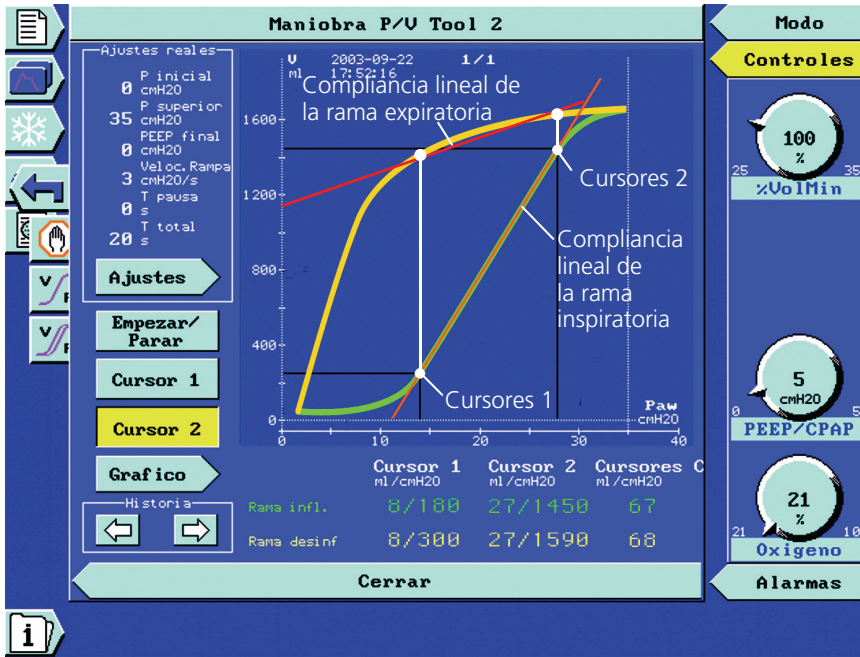 Maniobra P/V Tool 2
Modo
Controles
Ajustes reales
0 P inicial cmH2O
35 P superior cmH2O
0 PEEP final cmH2O
3 Veloc.Rampa cmH2O/s
0 T pausa s
20 T total s
Ajustes
Empezar/
Parar
Cursor 1
Cursor 2
Grafico
Historia
V
ml
2003-09-22 1/1
17:52:16
Compliancia lineal de
la rama expiratoria
Cursores 2
Compliancia
lineal de
la rama
inspiratoria
Cursores 1
1600
1200
800
400
0
0 10 20 30 40
Paw
cmH2O
Cursor 1 Cursor 2 Cursores C
ml/cmH2O ml/cmH2O ml/cmH2O
Rama infl. 8/180 27/1450 67
Rama desinf 8/300 27/1590 68
Cerrar
100
%
25 35
%VolMin
5
cmH2O
0 5
PEEP/CPAP
21
%
21 10
Oxigeno
Alarmas
V
P
V
P
i